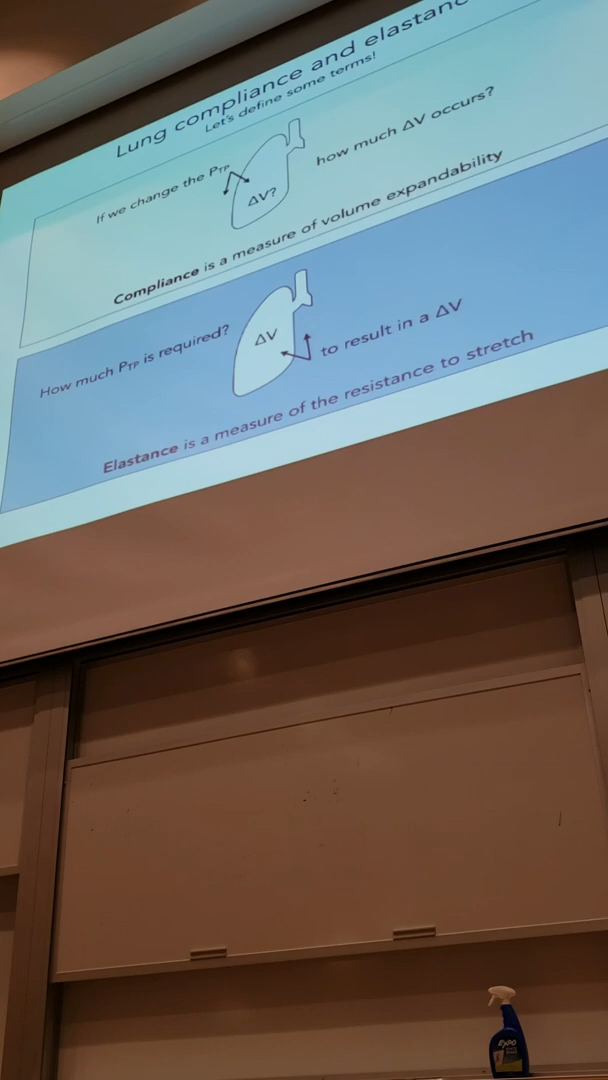 Lung compliance and elastanc
Let's define some terms!
If we change the PTP
ΔV?
how much ΔV occurs?
Compliance is a measure of volume expandability
How much PTP is required?
ΔV
to result in a ΔV
Elastance is a measure of the resistance to stretch
EXPO